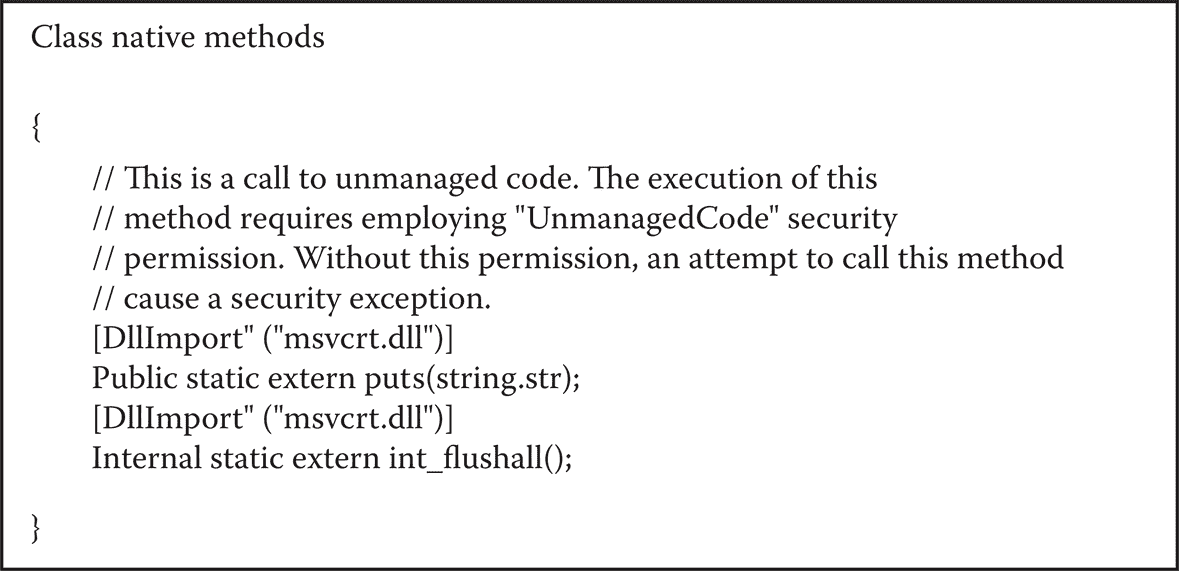 Class native methods
{
// This is a call to unmanaged code. The execution of this
// method requires employing "UnmanagedCode" security
// permission. Without this permission, an attempt to call this method
// cause a security exception.
[DllImport" ("msvcrt.dll")]
Public static extern puts(string.str);
[DllImport" ("msvcrt.dll")]
Internal static extern int_flushall();
}